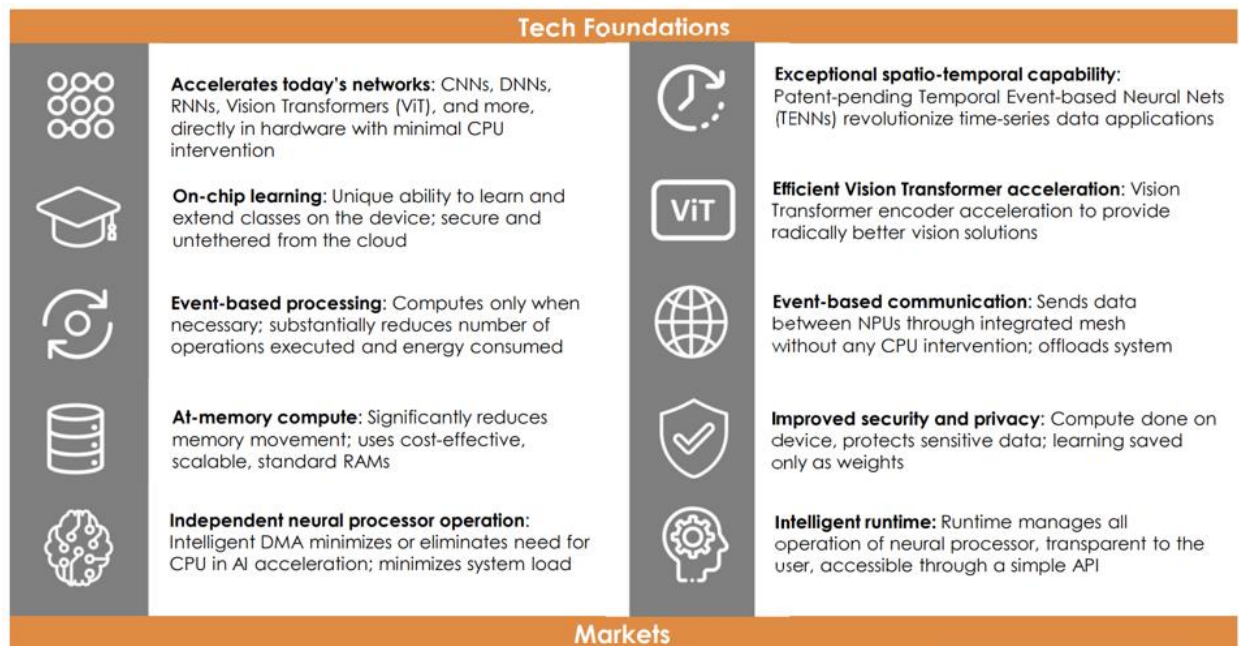 Tech Foundations
Accelerates today's networks: CNNs, DNNs,
RNNs, Vision Transformers (ViT), and more,
directly in hardware with minimal CPU
intervention
On-chip learning: Unique ability to learn and
extend classes on the device; secure and
untethered from the cloud
Event-based processing: Computes only when
necessary; substantially reduces number of
operations executed and energy consumed
At-memory compute: Significantly reduces
memory movement; uses cost-effective,
scalable, standard RAMs
Independent neural processor operation:
Intelligent DMA minimizes or eliminates need for
CPU in AI acceleration; minimizes system load
Exceptional spatio-temporal capability:
Patent-pending Temporal Event-based Neural Nets
(TENNs) revolutionize time-series data applications
ViT
Efficient Vision Transformer acceleration: Vision
Transformer encoder acceleration to provide
radically better vision solutions
Event-based communication: Sends data
between NPUs through integrated mesh
without any CPU intervention; offloads system
Improved security and privacy: Compute done on
device, protects sensitive data; learning saved
only as weights
Intelligent runtime: Runtime manages all
operation of neural processor, transparent to the
user, accessible through a simple API
Markets